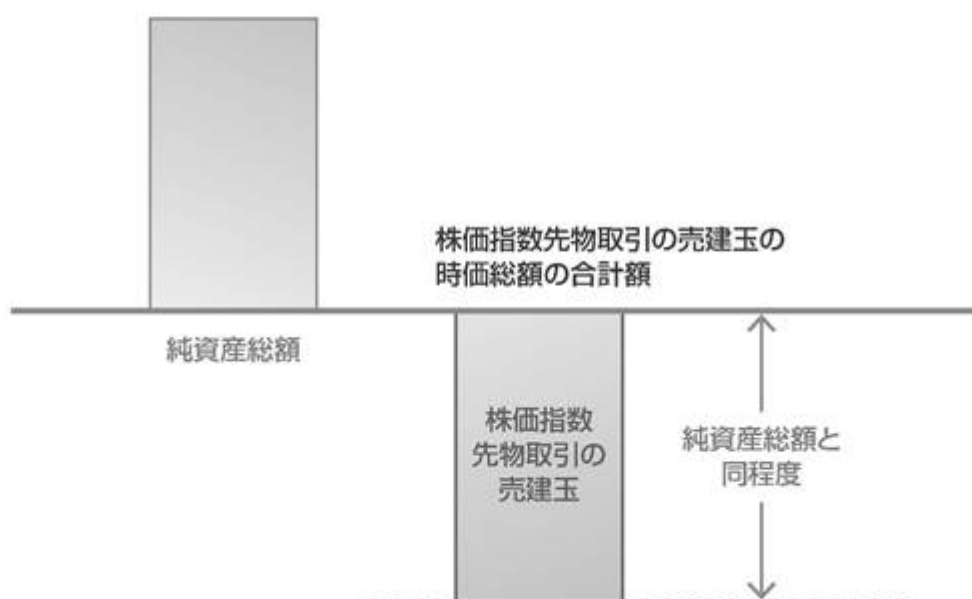 株価指数先物取引の売建玉の
時価総額の合計額
純資産総額
株価指数
先物取引の
売建玉
純資産総額と
同程度